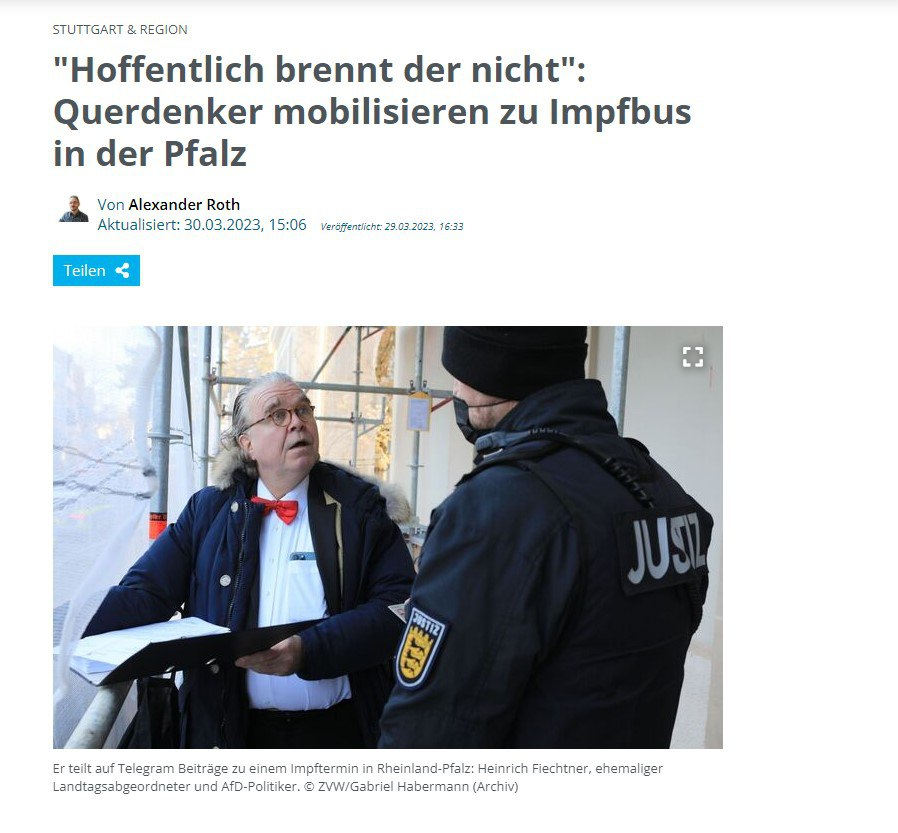 STUTTGART & REGION
"Hoffentlich brennt der nicht":
Querdenker mobilisieren zu Impfbus
in der Pfalz
Von Alexander Roth
Aktualisiert: 30.03.2023, 15:06 Veröffentlicht: 29.03.2023, 16:33
Teilen
JUSTIZ
JUSTIZ
Er teilt auf Telegram Beiträge zu einem Impftermin in Rheinland-Pfalz: Heinrich Fiechtner, ehemaliger
Landtagsabgeordneter und AfD-Politiker. © ZVW/Gabriel Habermann (Archiv)